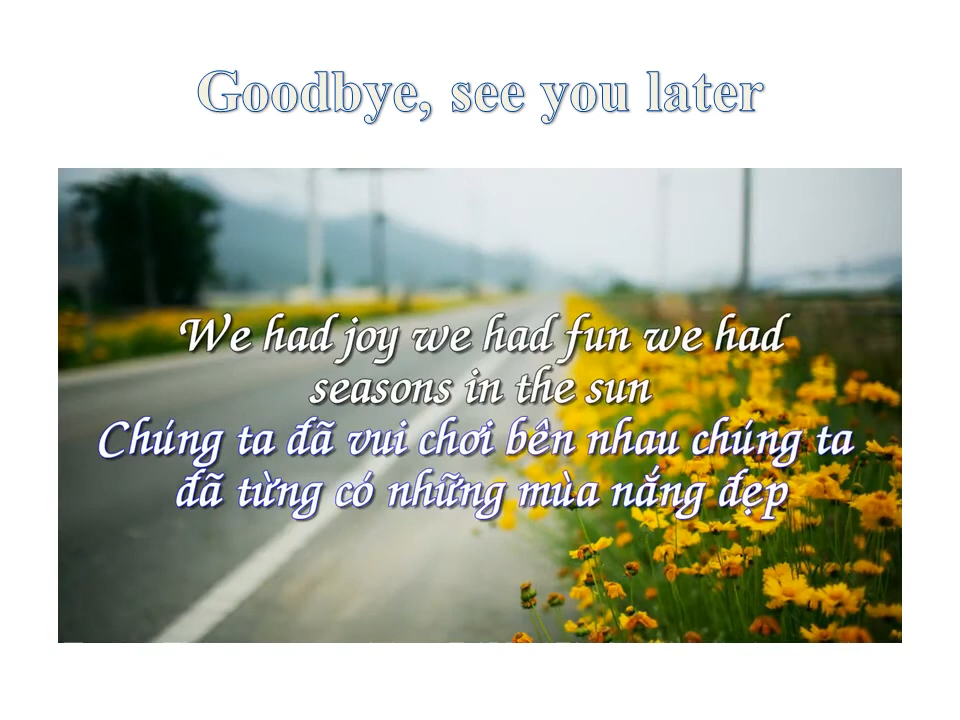 Goodbye, see you later
We had joy we had fun we had
seasons in the sun
Chúng ta đã vui chơi bên nhau chúng ta
đã từng có những mùa nắng đẹp